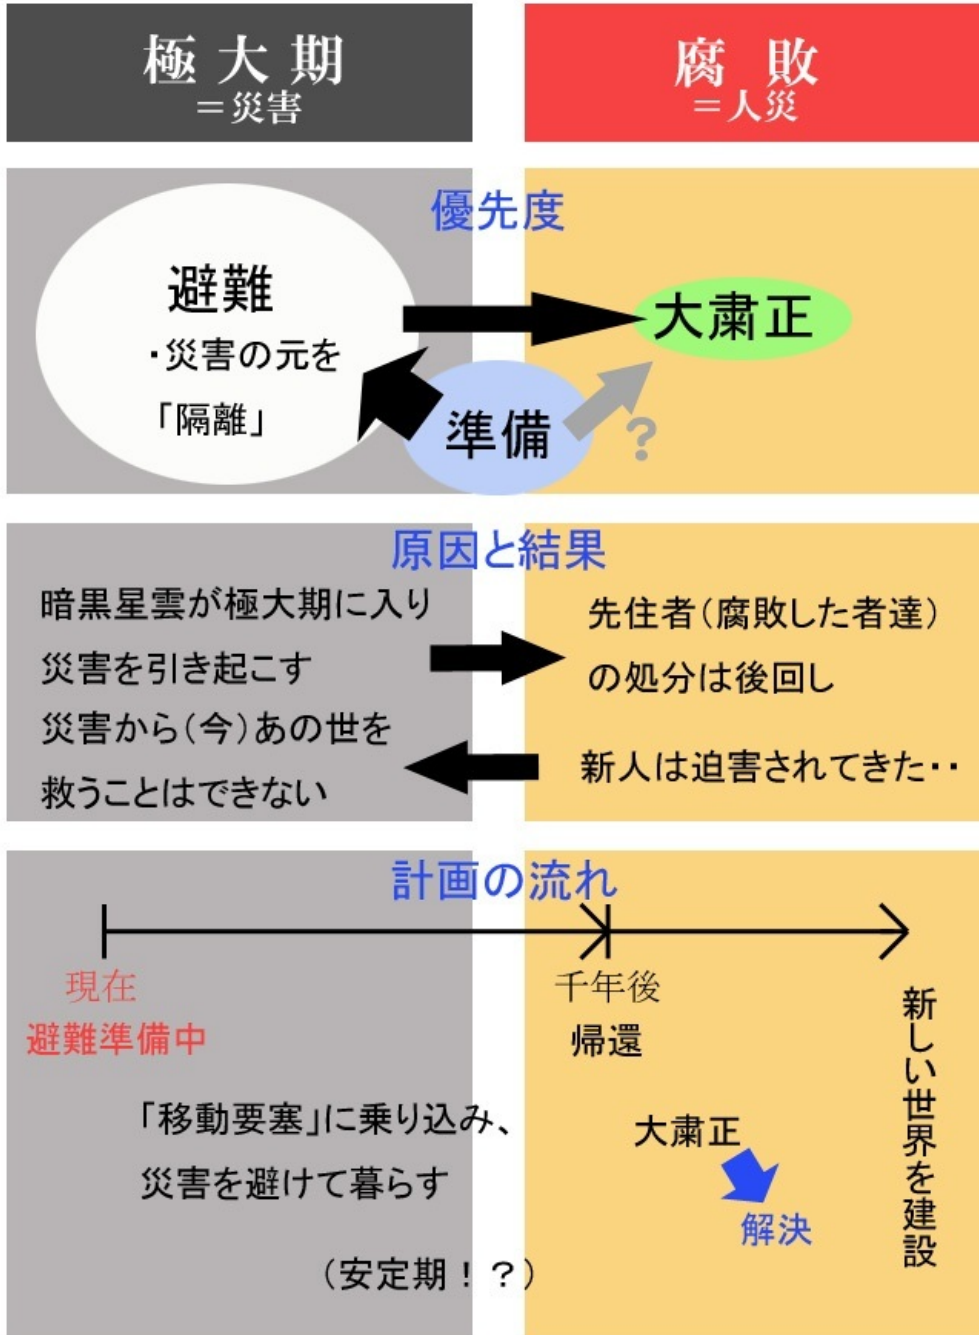 極大期
＝災害
腐敗
＝人災
優先度
避難
・災害の元を
「隔離」
大粛正
準備
?
原因と結果
暗黒星雲が極大期に入り
災害を引き起こす
災害から（今）あの世を
救うことはできない
先住者（腐敗した者達）
の処分は後回し
新人は迫害されてきた・・
計画の流れ
現在
避難準備中
千年後
帰還
「移動要塞」に乗り込み、
災害を避けて暮らす
（安定期！？）
大粛正
解決
新しい世界を建設